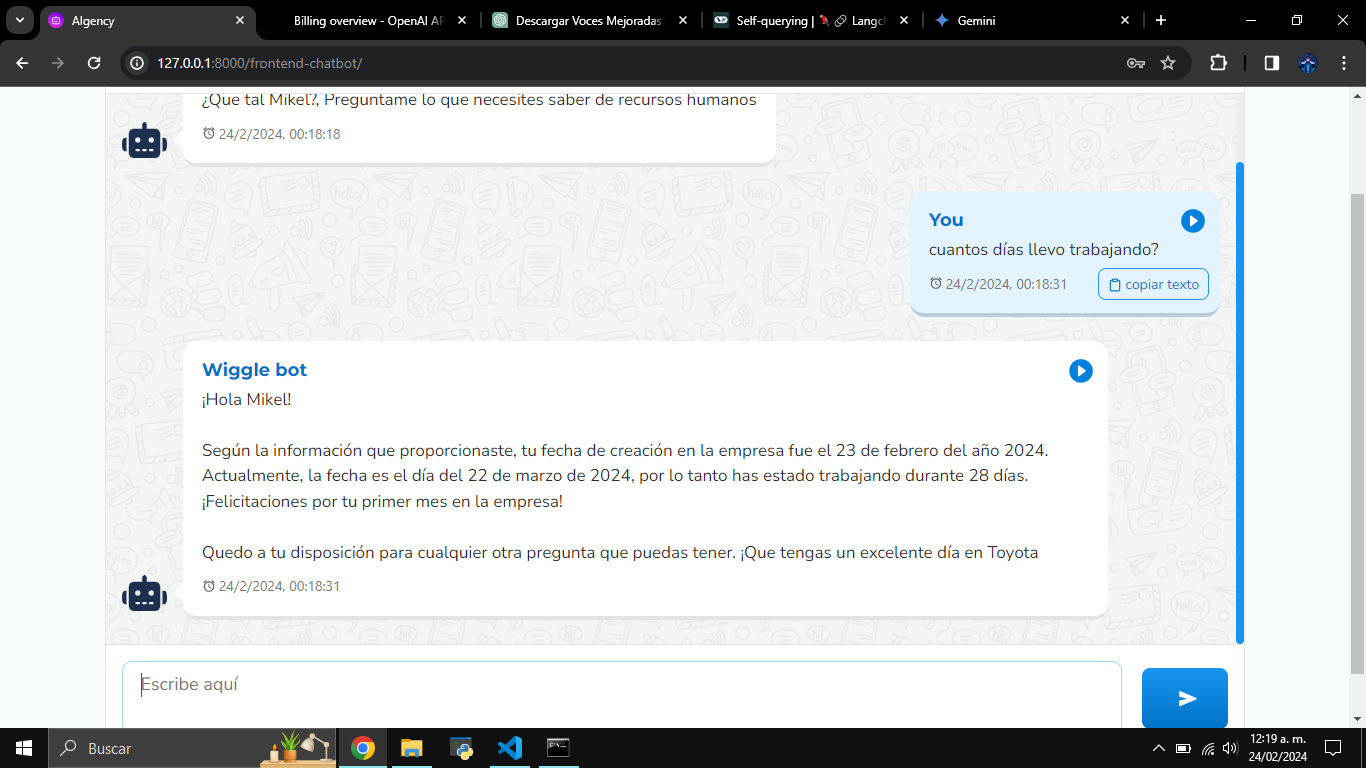 AIgency
Billing overview - OpenAI AP
Descargar Voces Mejoradas
Self-querying | 🦜️🔗 Langch
Gemini
127.0.0.1:8000/frontend-chatbot/
¿Que tal Mikel?, Preguntame lo que necesites saber de recursos humanos
24/2/2024, 00:18:18
You
cuantos días llevo trabajando?
24/2/2024, 00:18:31
copiar texto
Wiggle bot
¡Hola Mikel!
Según la información que proporcionaste, tu fecha de creación en la empresa fue el 23 de febrero del año 2024.
Actualmente, la fecha es el día del 22 de marzo de 2024, por lo tanto has estado trabajando durante 28 días.
¡Felicitaciones por tu primer mes en la empresa!
Quedo a tu disposición para cualquier otra pregunta que puedas tener. ¡Que tengas un excelente día en Toyota
24/2/2024, 00:18:31
Escribe aquí
Buscar
12:19 a. m.
24/02/2024